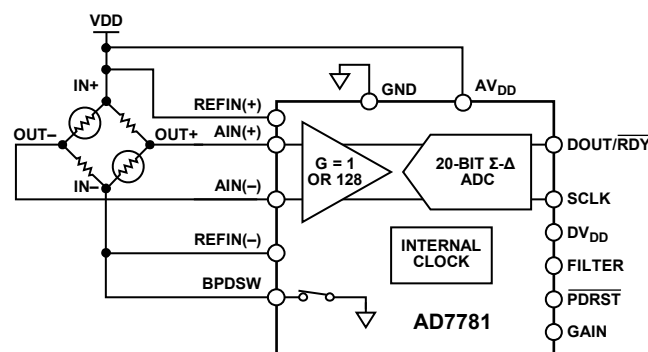 VDD
IN+
OUT–
OUT+
IN–
REFIN(+)
AIN(+)
AIN(–)
REFIN(–)
BPDSW
GND
AVDD
G = 1
OR 128
20-BIT Σ-Δ
ADC
INTERNAL
CLOCK
AD7781
DOUT/RDY
SCLK
DVDD
FILTER
PDRST
GAIN